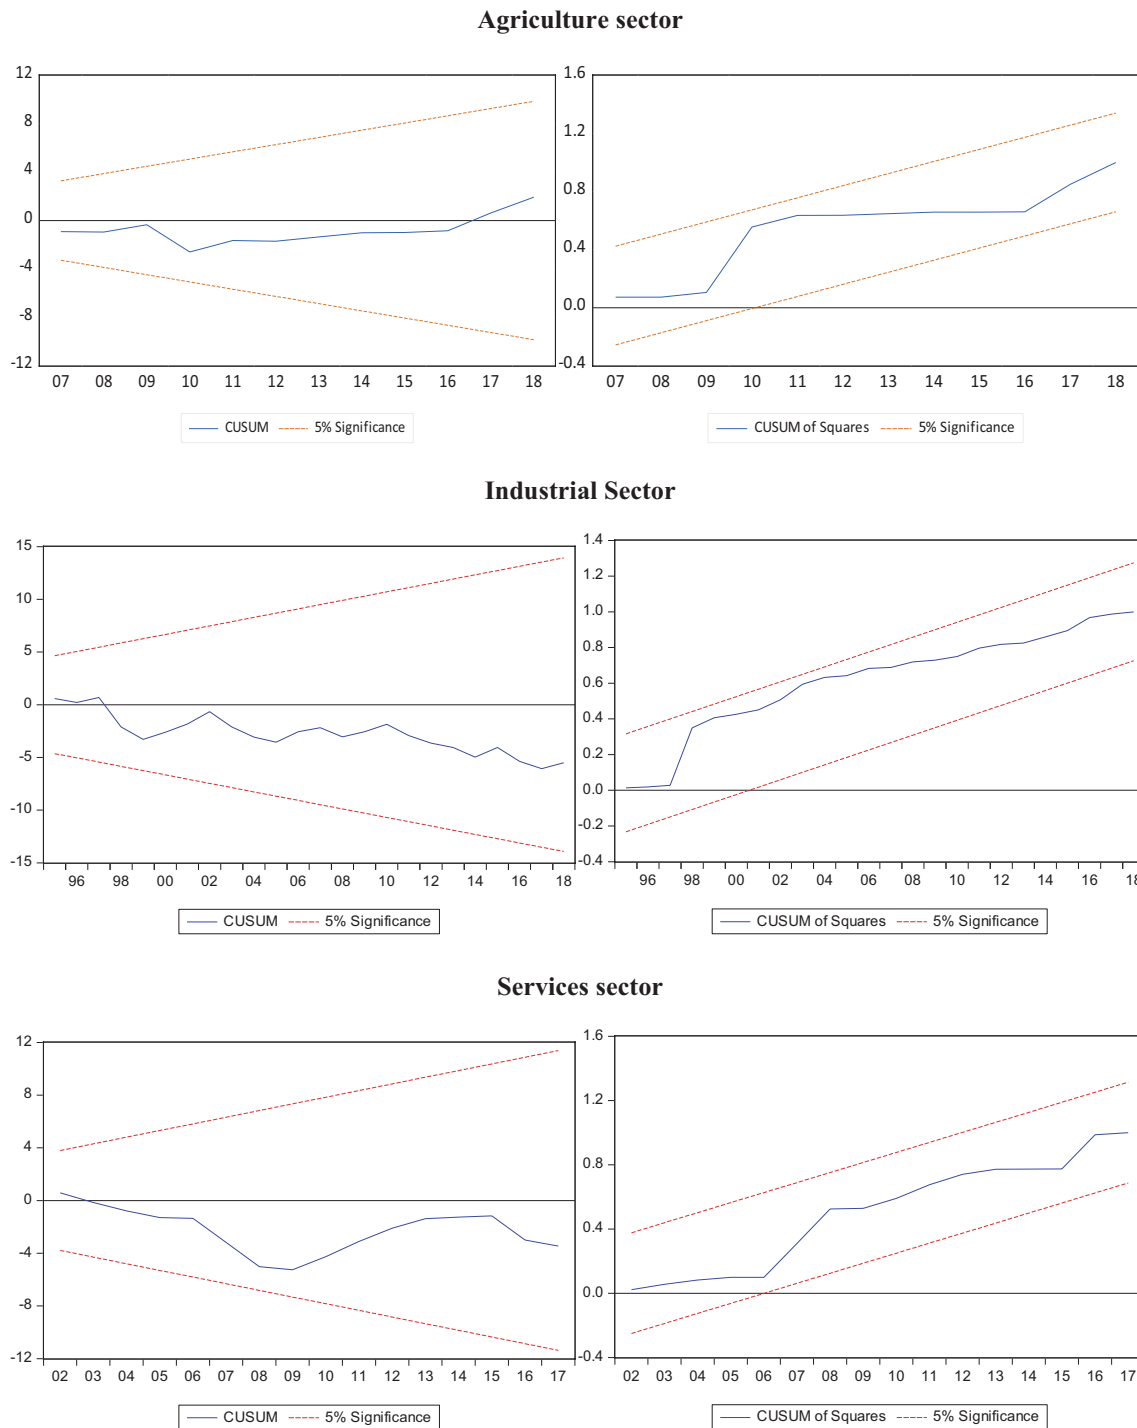 Agriculture sector
12
8
4
0
-4
-8
-12
07 08 09 10 11 12 13 14 15 16 17 18
CUSUM 5% Significance
1.6
1.2
0.8
0.4
0.0
-0.4
07 08 09 10 11 12 13 14 15 16 17 18
CUSUM of Squares 5% Significance
Industrial Sector
15
10
5
0
-5
-10
-15
96 98 00 02 04 06 08 10 12 14 16 18
CUSUM 5% Significance
1.4
1.2
1.0
0.8
0.6
0.4
0.2
0.0
-0.2
-0.4
96 98 00 02 04 06 08 10 12 14 16 18
CUSUM of Squares 5% Significance
Services sector
12
8
4
0
-4
-8
-12
02 03 04 05 06 07 08 09 10 11 12 13 14 15 16 17
CUSUM 5% Significance
1.6
1.2
0.8
0.4
0.0
-0.4
02 03 04 05 06 07 08 09 10 11 12 13 14 15 16 17
CUSUM of Squares 5% Significance